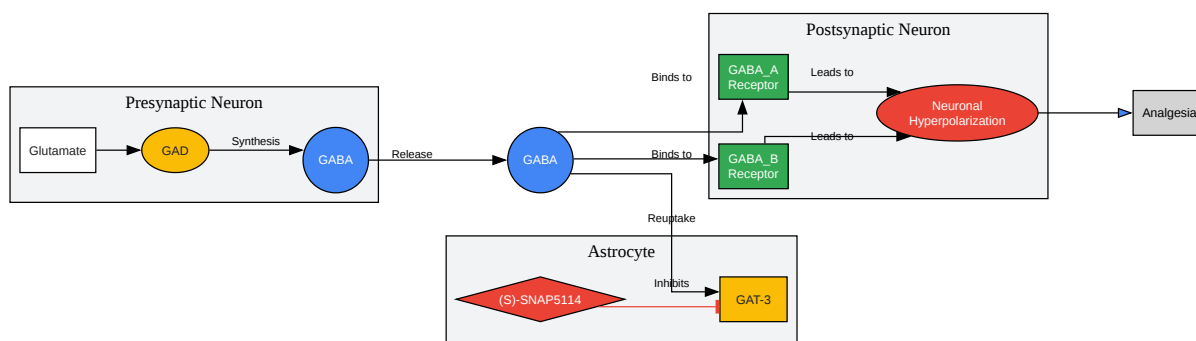 Presynaptic Neuron
Glutamate
GAD
Synthesis
GABA
Release
GABA
Binds to
Binds to
Reuptake
Postsynaptic Neuron
GABA_A
Receptor
Leads to
GABA_B
Receptor
Leads to
Neuronal
Hyperpolarization
Analgesia
Astrocyte
(S)-SNAP5114
Inhibits
GAT-3